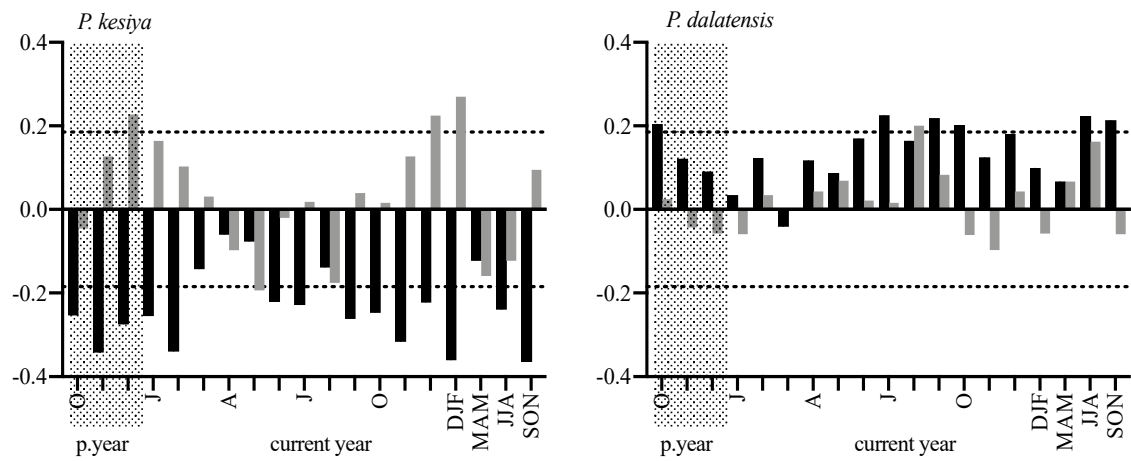 P. kesiya
0.4
0.2
0.0
-0.2
-0.4
O
J
A
J
O
DJF
MAM
JJA
SON
p.year
current year
P. dalatensis
0.4
0.2
0.0
-0.2
-0.4
O
J
A
J
O
DJF
MAM
JJA
SON
p.year
current year